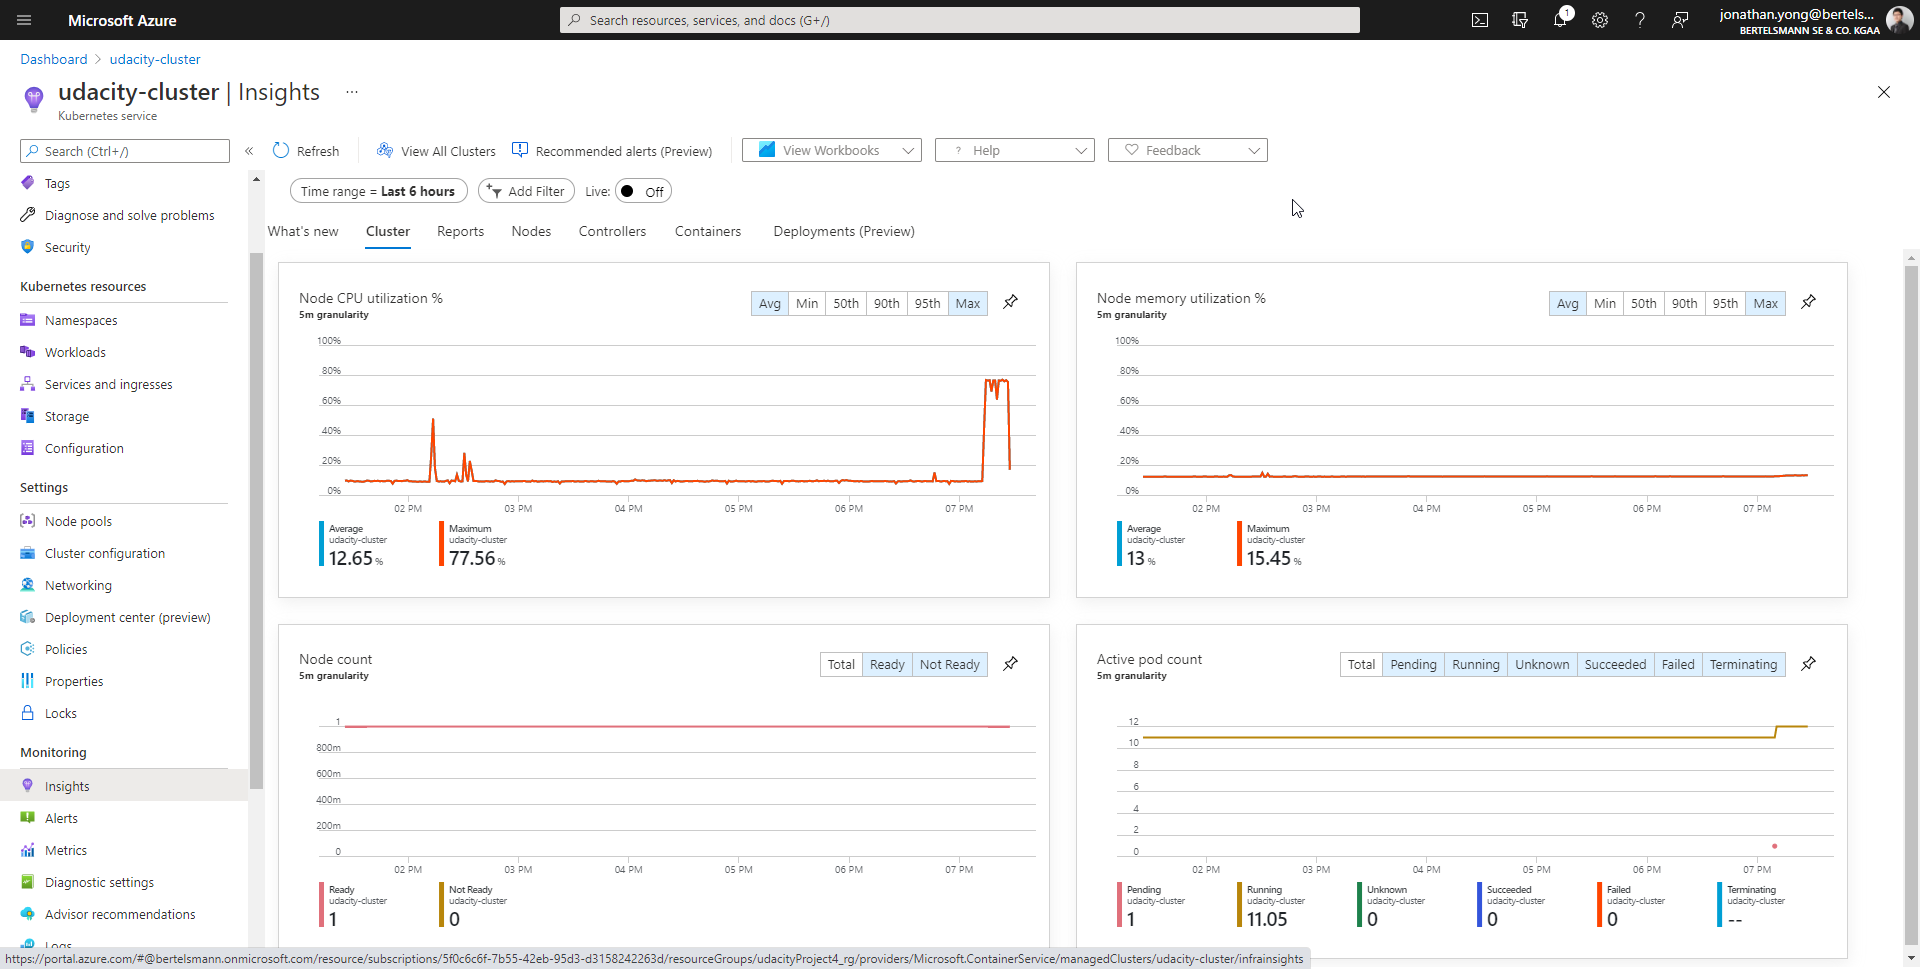 Microsoft Azure
Search resources, services, and docs (G+/)
1
jonathan.yong@bertels...
BERTELSMANN SE & CO. KGAA
Dashboard > udacity-cluster
udacity-cluster | Insights ...
Kubernetes service
Search (Ctrl+/)
«
Refresh
View All Clusters
Recommended alerts (Preview)
View Workbooks
? Help
Feedback
Time range = Last 6 hours
Add Filter
Live: Off
What's new
Cluster
Reports
Nodes
Controllers
Containers
Deployments (Preview)
Tags
Diagnose and solve problems
Security
Kubernetes resources
Namespaces
Workloads
Services and ingresses
Storage
Configuration
Settings
Node pools
Cluster configuration
Networking
Deployment center (preview)
Policies
Properties
Locks
Monitoring
Insights
Alerts
Metrics
Diagnostic settings
Advisor recommendations
Logs
Node CPU utilization %
5m granularity
Avg Min 50th 90th 95th Max
100%
80%
60%
40%
20%
0%
02 PM 03 PM 04 PM 05 PM 06 PM 07 PM
Average
udacity-cluster
12.65 %
Maximum
udacity-cluster
77.56 %
Node memory utilization %
5m granularity
Avg Min 50th 90th 95th Max
100%
80%
60%
40%
20%
0%
02 PM 03 PM 04 PM 05 PM 06 PM 07 PM
Average
udacity-cluster
13 %
Maximum
udacity-cluster
15.45 %
Node count
5m granularity
Total Ready Not Ready
1
800m
600m
400m
200m
0
02 PM 03 PM 04 PM 05 PM 06 PM 07 PM
Ready
udacity-cluster
1
Not Ready
udacity-cluster
0
Active pod count
5m granularity
Total Pending Running Unknown Succeeded Failed Terminating
12
10
8
6
4
2
0
02 PM 03 PM 04 PM 05 PM 06 PM 07 PM
Pending
udacity-cluster
1
Running
udacity-cluster
11.05
Unknown
udacity-cluster
0
Succeeded
udacity-cluster
0
Failed
udacity-cluster
0
Terminating
udacity-cluster
--
https://portal.azure.com/#@bertelsmann.onmicrosoft.com/resource/subscriptions/5f0c6c6f-7b55-42eb-95d3-d3158242263d/resourceGroups/udacityProject4_rg/providers/Microsoft.ContainerService/managedClusters/udacity-cluster/infrainsights